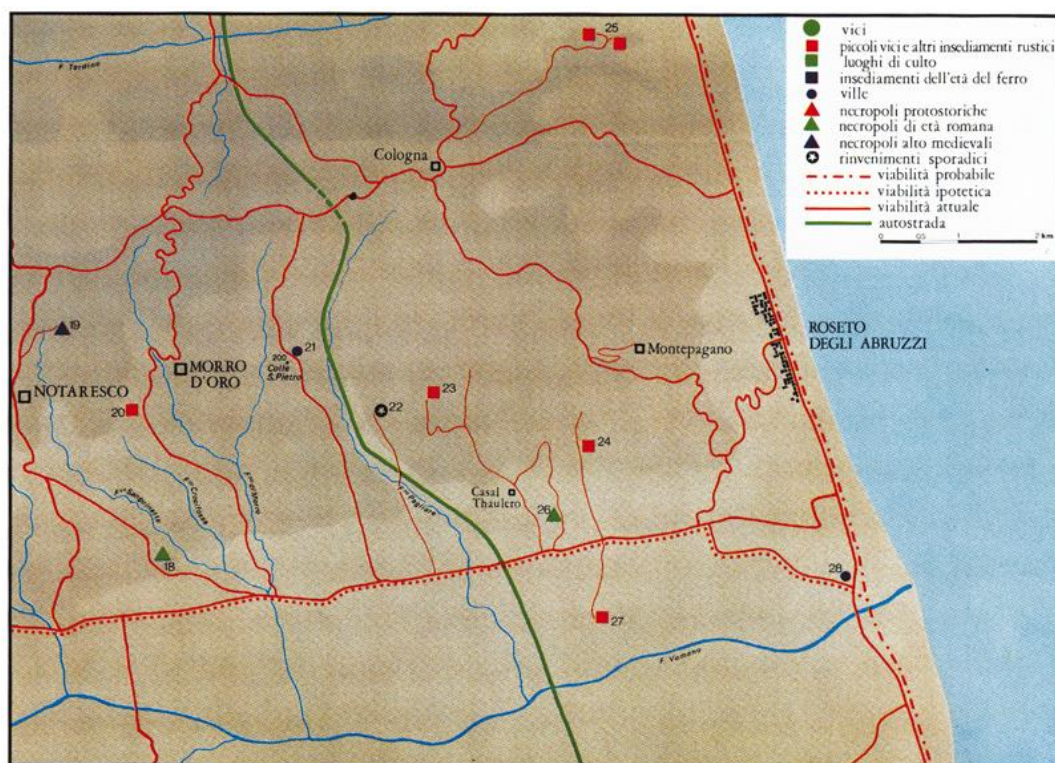 vici
piccoli vici e altri insediamenti rustici
luoghi di culto
insediamenti dell'età del ferro
ville
necropoli protostoriche
necropoli di età romana
necropoli alto medievali
rinvenimenti sporadici
viabilità probabile
viabilità ipotetica
viabilità attuale
autostrada
0
05
1
2 km
F. Tordino
25
Cologna
19
NOTARESCO
MORRO
D'ORO
20
200
Colle
S. Pietro
21
22
23
24
Montepagano
ROSETO
DEGLI ABRUZZI
Casal
Thaulero
26
18
27
28
F. Vomano